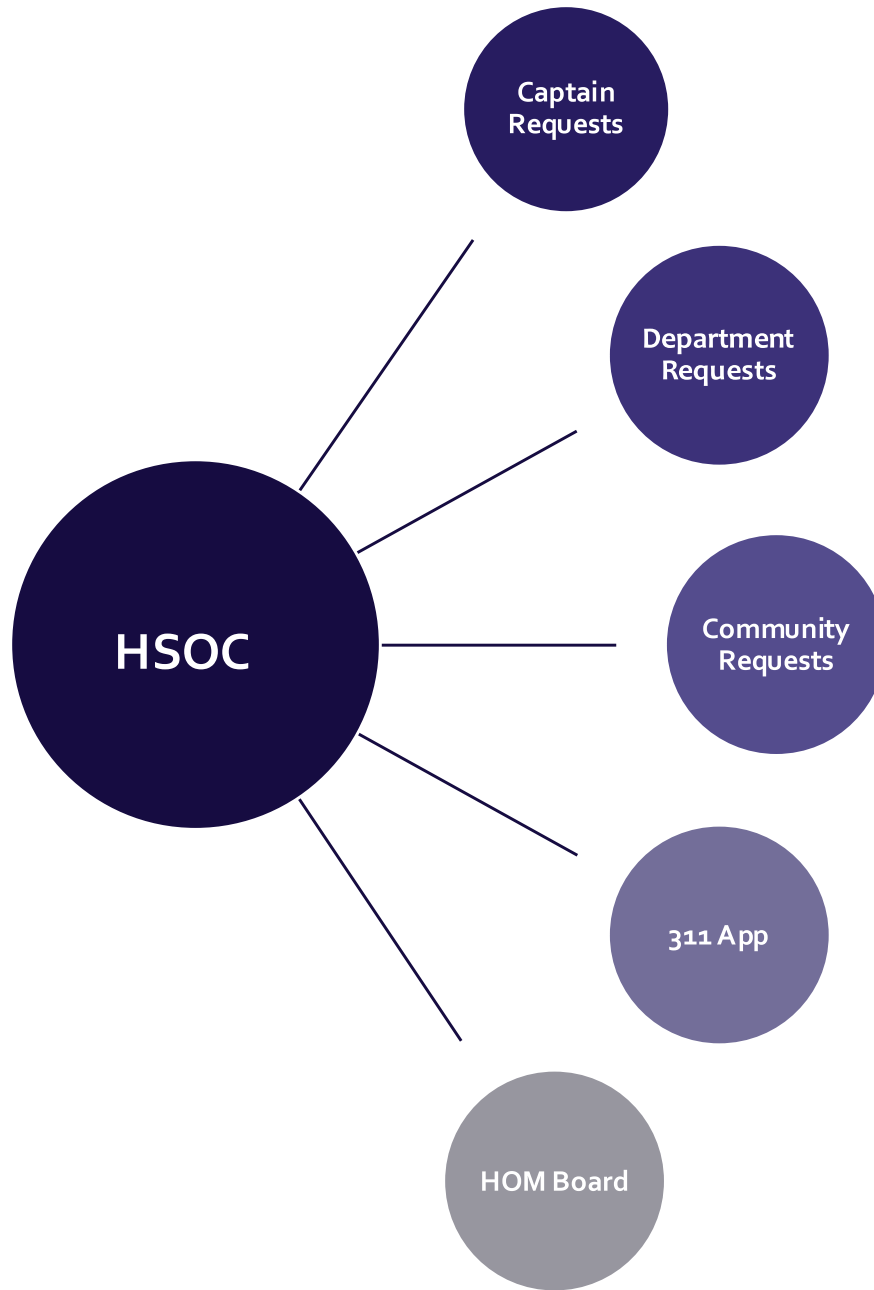 Captain
Requests
Department
Requests
HSOC
Community
Requests
311 App
HOM Board